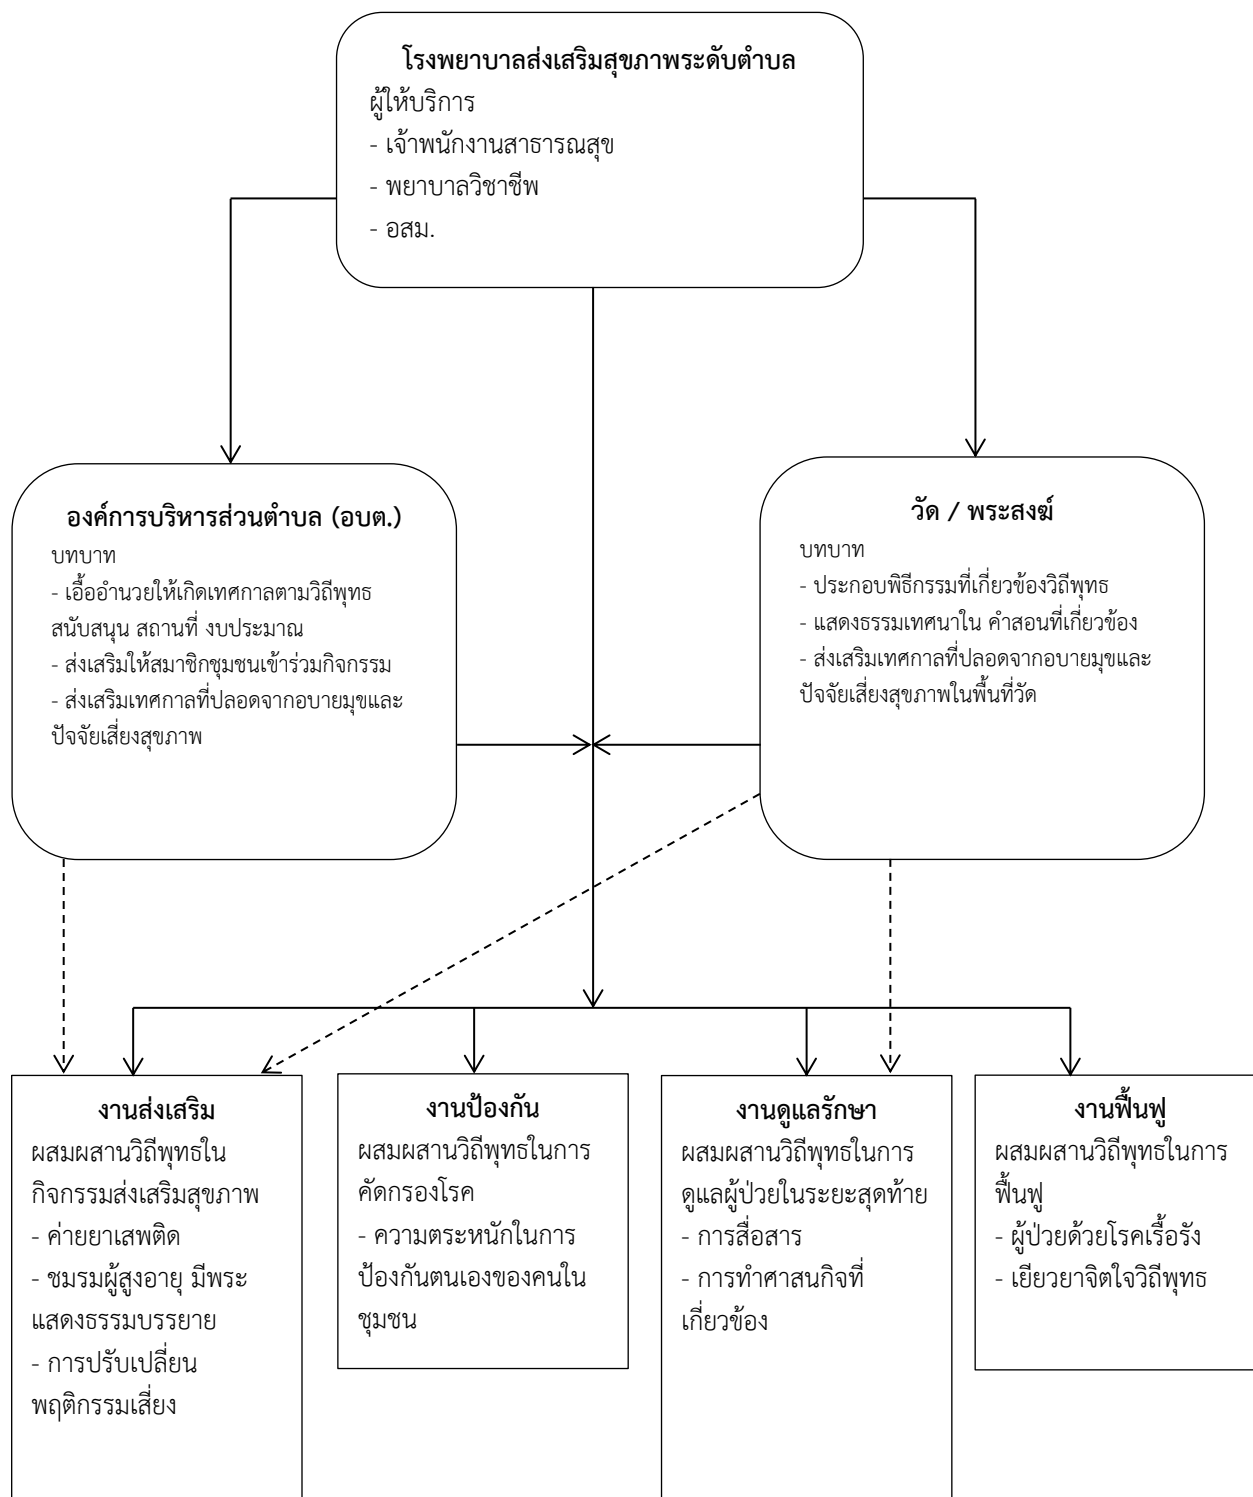 โรงพยาบาลส่งเสริมสุขภาพระดับตำบล
ผู้ให้บริการ
- เจ้าพนักงานสาธารณสุข
- พยาบาลวิชาชีพ
- อสม.
องค์การบริหารส่วนตำบล (อบต.)
บทบาท
- เอื้ออำนวยให้เกิดเทศกาลตามวิถีพุทธ
สนับสนุน สถานที่ งบประมาณ
- ส่งเสริมให้สมาชิกชุมชนเข้าร่วมกิจกรรม
- ส่งเสริมเทศกาลที่ปลอดจากอบายมุขและ
ปัจจัยเสี่ยงสุขภาพ
วัด / พระสงฆ์
บทบาท
- ประกอบพิธีกรรมที่เกี่ยวข้องวิถีพุทธ
- แสดงธรรมเทศนาใน คำสอนที่เกี่ยวข้อง
- ส่งเสริมเทศกาลที่ปลอดจากอบายมุขและ
ปัจจัยเสี่ยงสุขภาพในพื้นที่วัด
งานส่งเสริม
ผสมผสานวิถีพุทธใน
กิจกรรมส่งเสริมสุขภาพ
- ค่ายยาเสพติด
- ชมรมผู้สูงอายุ มีพระ
แสดงธรรมบรรยาย
- การปรับเปลี่ยน
พฤติกรรมเสี่ยง
งานป้องกัน
ผสมผสานวิถีพุทธในการ
คัดกรองโรค
- ความตระหนักในการ
ป้องกันตนเองของคนใน
ชุมชน
งานดูแลรักษา
ผสมผสานวิถีพุทธในการ
ดูแลผู้ป่วยในระยะสุดท้าย
- การสื่อสาร
- การทำศาสนกิจที่
เกี่ยวข้อง
งานฟื้นฟู
ผสมผสานวิถีพุทธในการ
ฟื้นฟู
- ผู้ป่วยด้วยโรคเรื้อรัง
- เยียวยาจิตใจวิถีพุทธ